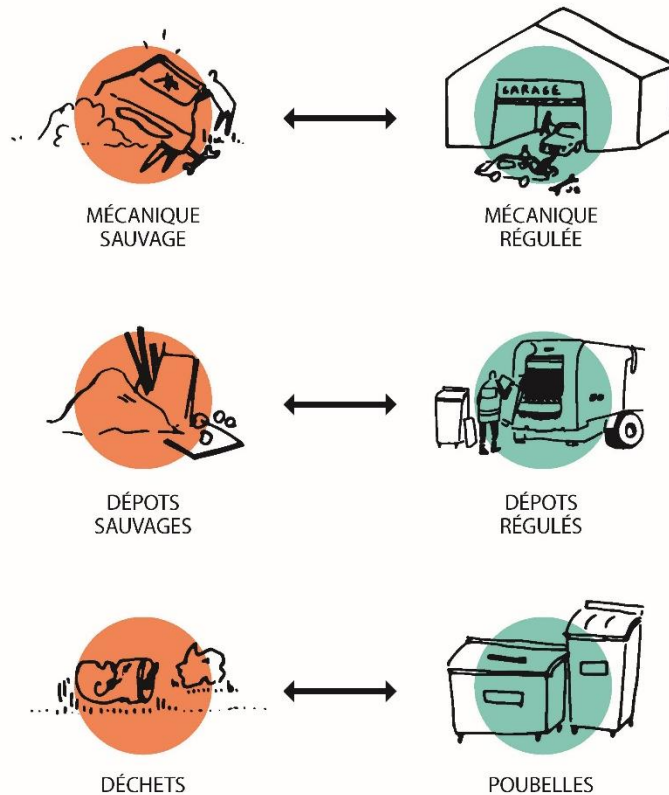 GARAGE
MÉCANIQUE
SAUVAGE
MÉCANIQUE
RÉGULÉE
DÉPOTS
SAUVAGES
DÉPOTS
RÉGULÉS
DÉCHETS
POUBELLES